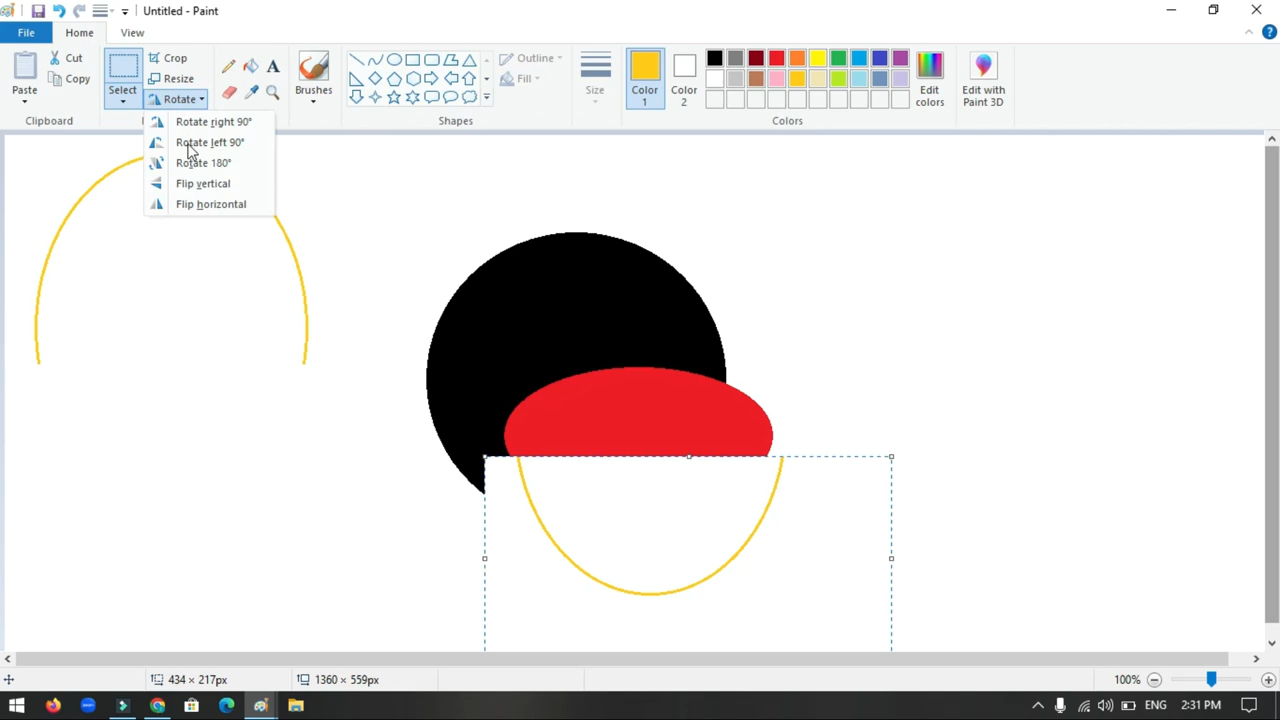 Untitled - Paint
File
Home
View
Paste
Cut
Copy
Clipboard
Select
Crop
Resize
Rotate
Brushes
Outline
Fill
Shapes
Size
Color 1
Color 2
Edit colors
Colors
Edit with Paint 3D
Rotate right 90°
Rotate left 90°
Rotate 180°
Flip vertical
Flip horizontal
434 × 217px
1360 × 559px
100%
ENG
2:31 PM